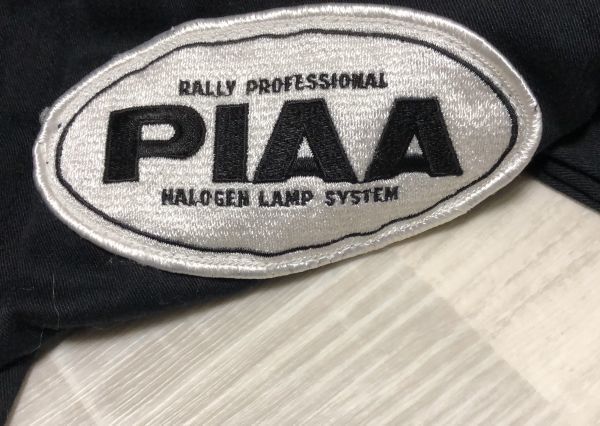 RALLY PROFESSIONAL
PIAA
HALOGEN LAMP SYSTEM